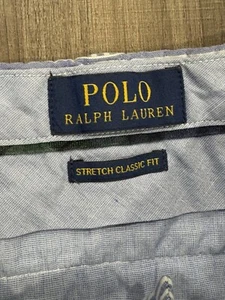 POLO
RALPH LAUREN
STRETCH CLASSIC FIT